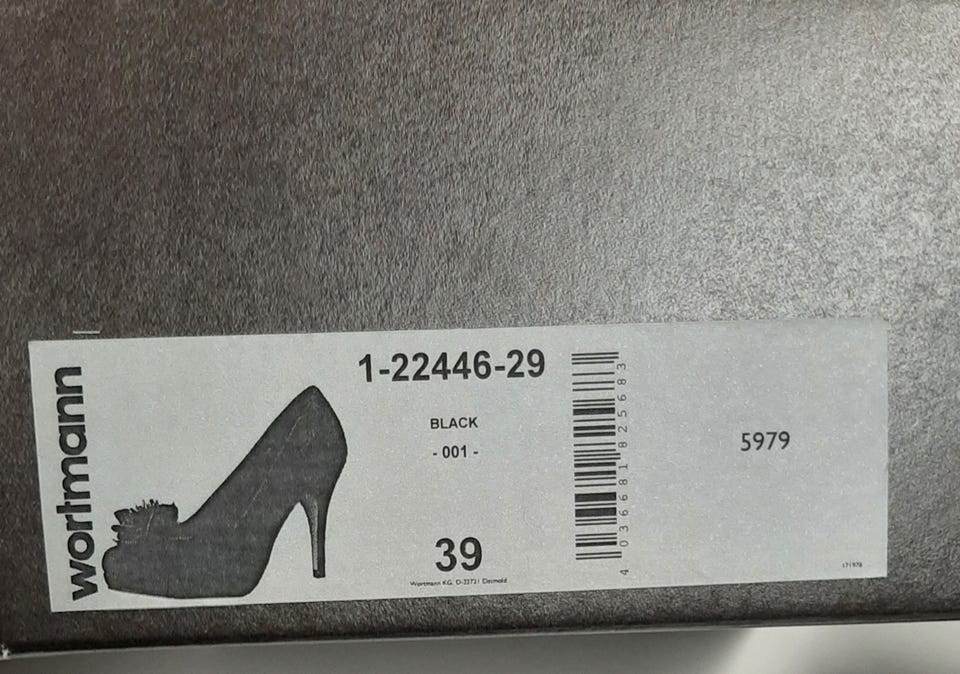 wortmann
1-22446-29
BLACK
- 001 -
39
Wortmann KG, D-32721 Detmold
4 036681 825683
5979
171978